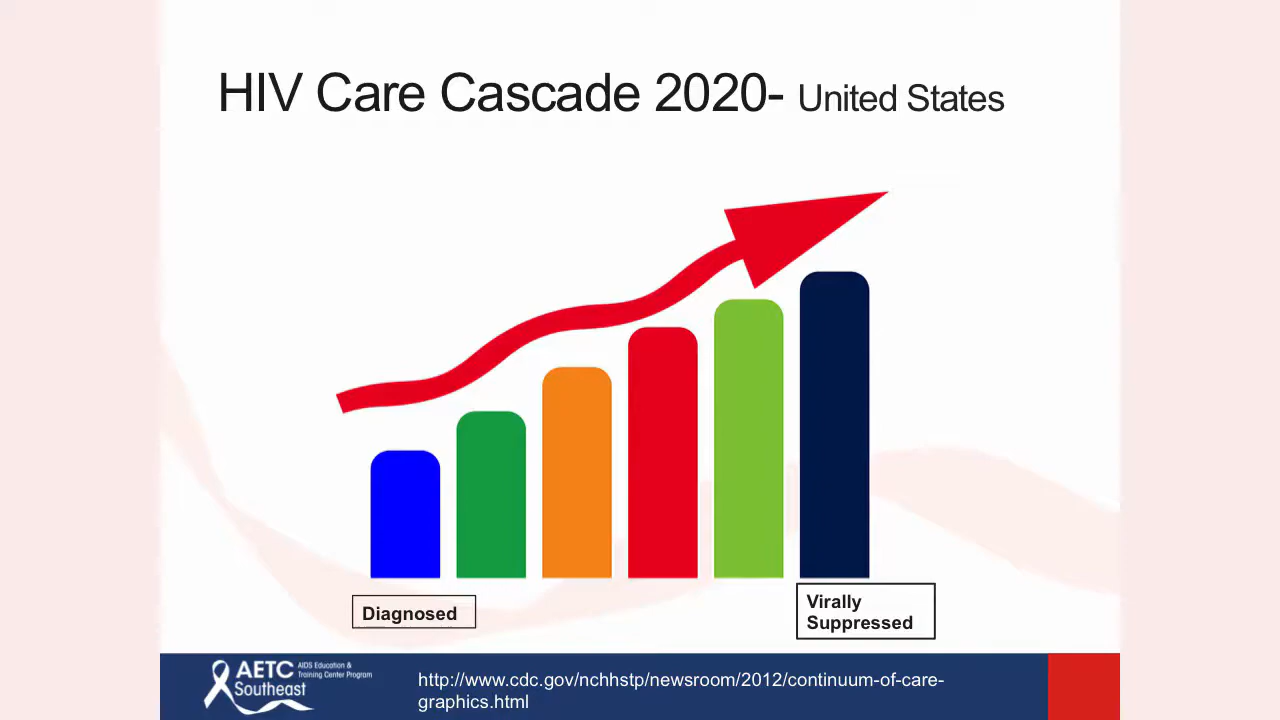 HIV Care Cascade 2020- United States
Diagnosed
Virally
Suppressed
AETC AIDS Education &
Training Center Program
Southeast
http://www.cdc.gov/nchhstp/newsroom/2012/continuum-of-care-
graphics.html